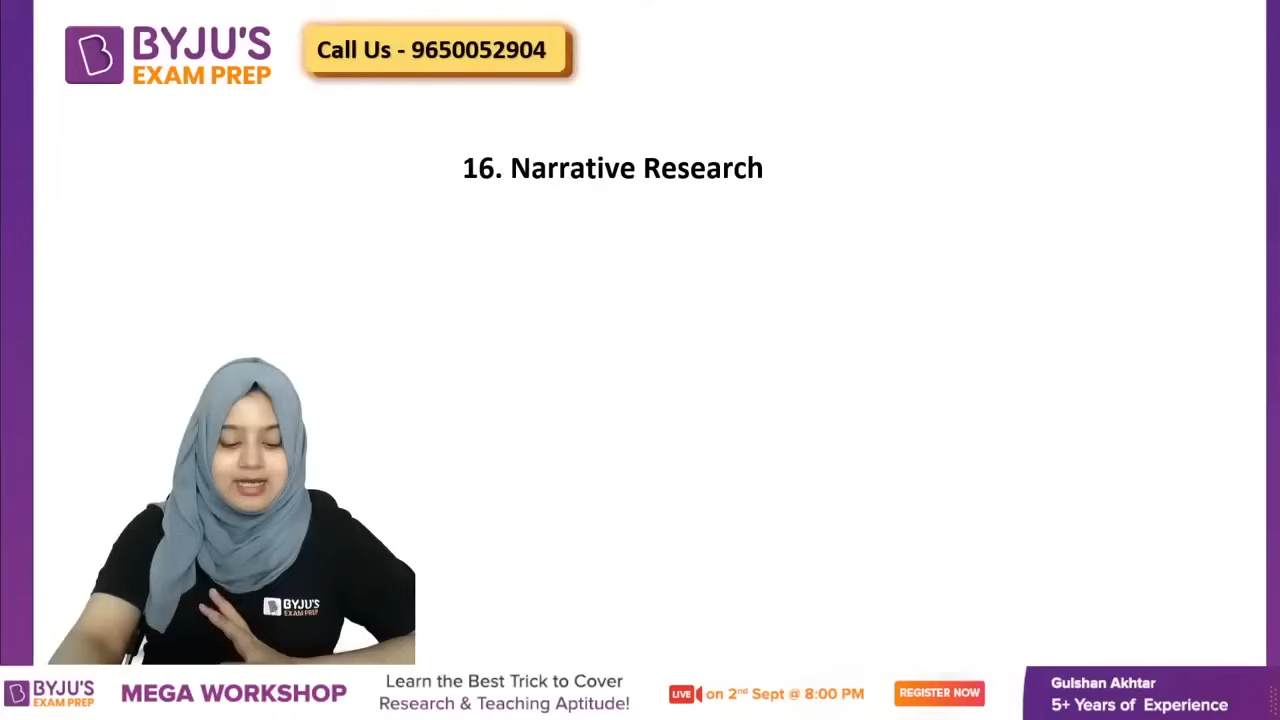 BYJU'S
EXAM PREP
Call Us - 9650052904
16. Narrative Research
BYJU'S
EXAM PREP
BYJU'S
EXAM PREP
MEGA WORKSHOP
Learn the Best Trick to Cover
Research & Teaching Aptitude!
LIVE on 2nd Sept @ 8:00 PM
REGISTER NOW
Gulshan Akhtar
5+ Years of Experience